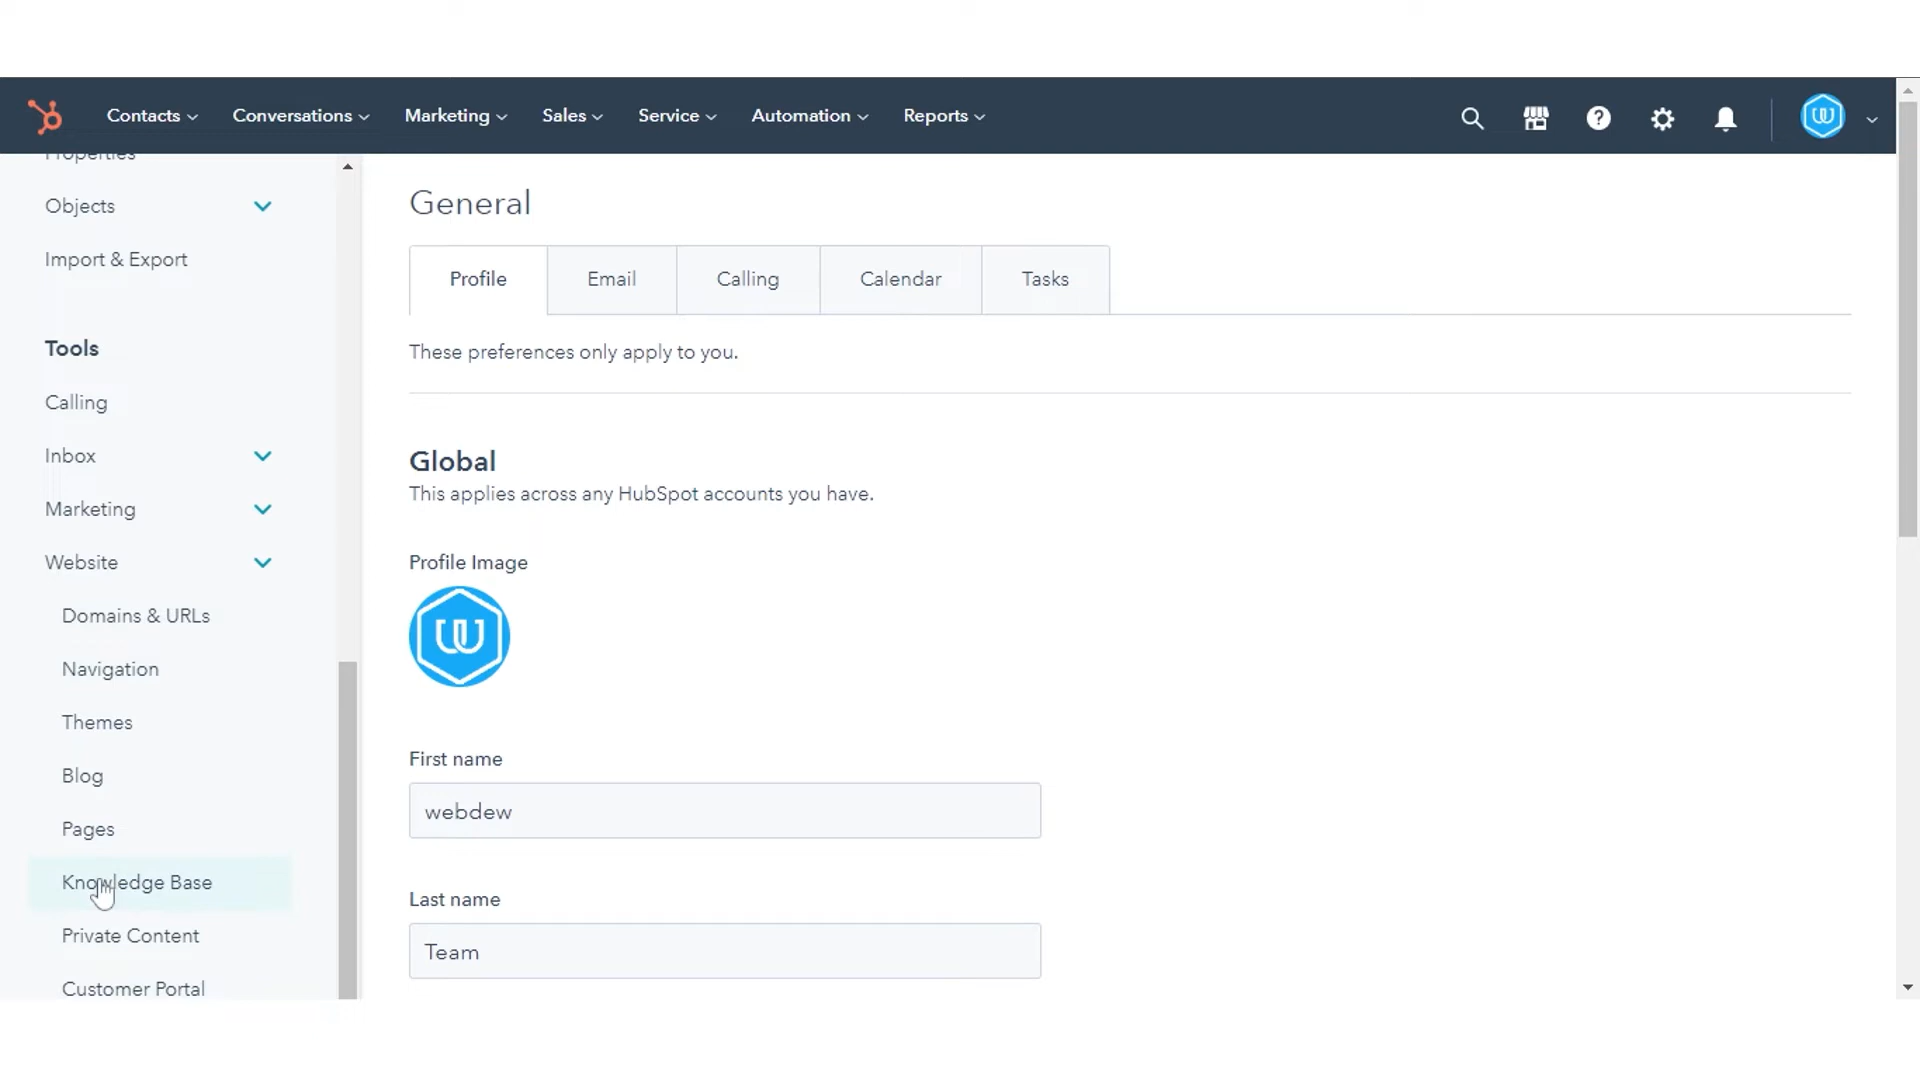 Contacts
Conversations
Marketing
Sales
Service
Automation
Reports
Properties
Objects
Import & Export
Tools
Calling
Inbox
Marketing
Website
Domains & URLs
Navigation
Themes
Blog
Pages
Knowledge Base
Private Content
Customer Portal
General
Profile
Email
Calling
Calendar
Tasks
These preferences only apply to you.
Global
This applies across any HubSpot accounts you have.
Profile Image
First name
webdew
Last name
Team